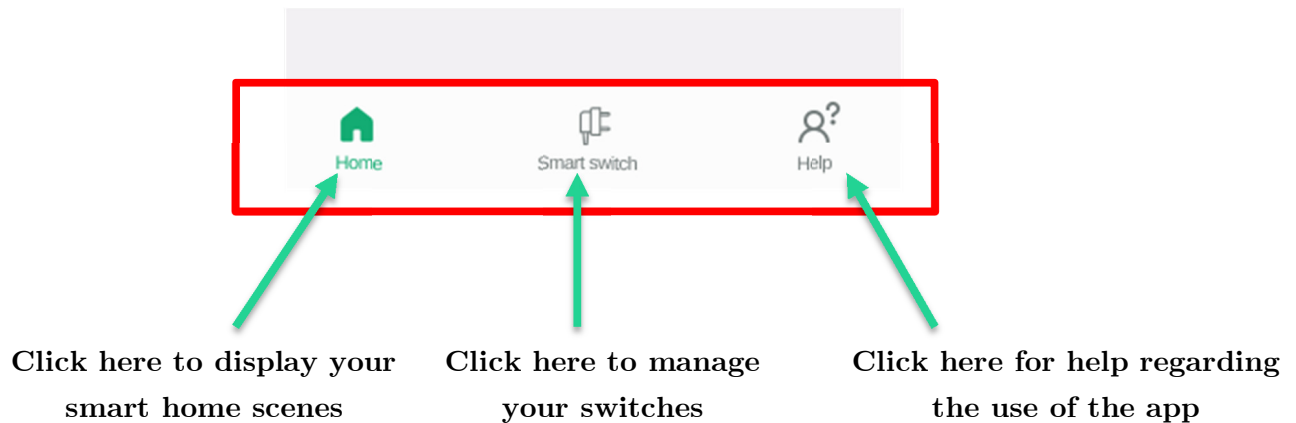 Home
Smart switch
Help
Click here to display your
smart home scenes
Click here to manage
your switches
Click here for help regarding
the use of the app